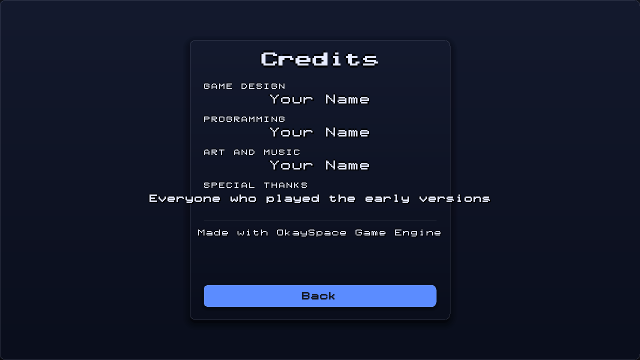 Credits
GAME DESIGN
Your Name
PROGRAMMING
Your Name
ART AND MUSIC
Your Name
SPECIAL THANKS
Everyone who played the early versions
Made with OkaySpace Game Engine
Back